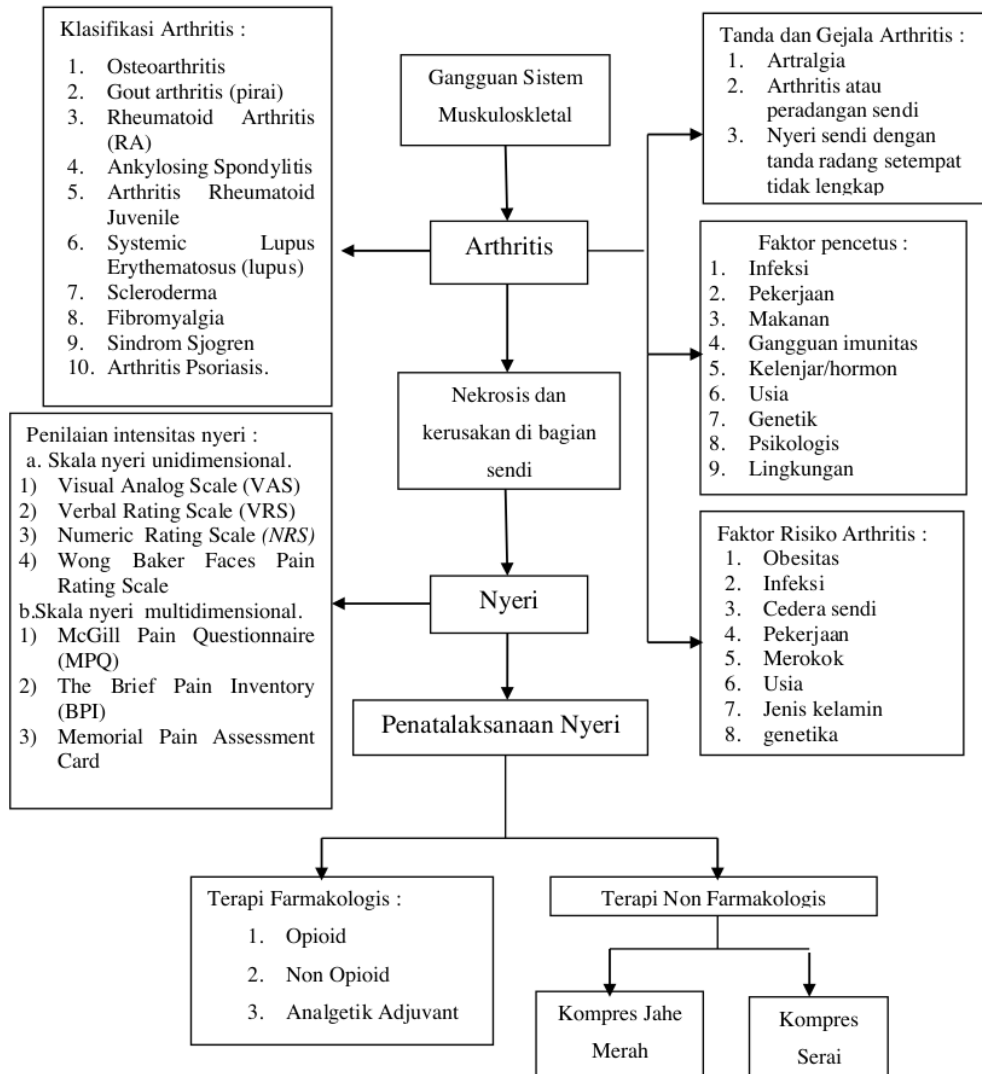 Klasifikasi Arthritis :
1. Osteoarthritis
2. Gout arthritis (pirai)
3. Rheumatoid Arthritis
(RA)
4. Ankylosing Spondylitis
5. Arthritis Rheumatoid
Juvenile
6. Systemic Lupus
Erythematosus (lupus)
7. Scleroderma
8. Fibromyalgia
9. Sindrom Sjogren
10. Arthritis Psoriasis.
Gangguan Sistem
Muskuloskletal
Tanda dan Gejala Arthritis :
1. Artralgia
2. Arthritis atau
peradangan sendi
3. Nyeri sendi dengan
tanda radang setempat
tidak lengkap
Arthritis
Faktor pencetus :
1. Infeksi
2. Pekerjaan
3. Makanan
4. Gangguan imunitas
5. Kelenjar/hormon
6. Usia
7. Genetik
8. Psikologis
9. Lingkungan
Nekrosis dan
kerusakan di bagian
sendi
Penilaian intensitas nyeri :
a. Skala nyeri unidimensional.
1) Visual Analog Scale (VAS)
2) Verbal Rating Scale (VRS)
3) Numeric Rating Scale (NRS)
4) Wong Baker Faces Pain
Rating Scale
b.Skala nyeri multidimensional.
1) McGill Pain Questionnaire
(MPQ)
2) The Brief Pain Inventory
(BPI)
3) Memorial Pain Assessment
Card
Nyeri
Faktor Risiko Arthritis :
1. Obesitas
2. Infeksi
3. Cedera sendi
4. Pekerjaan
5. Merokok
6. Usia
7. Jenis kelamin
8. genetika
Penatalaksanaan Nyeri
Terapi Farmakologis :
1. Opioid
2. Non Opioid
3. Analgetik Adjuvant
Terapi Non Farmakologis
Kompres Jahe
Merah
Kompres
Serai